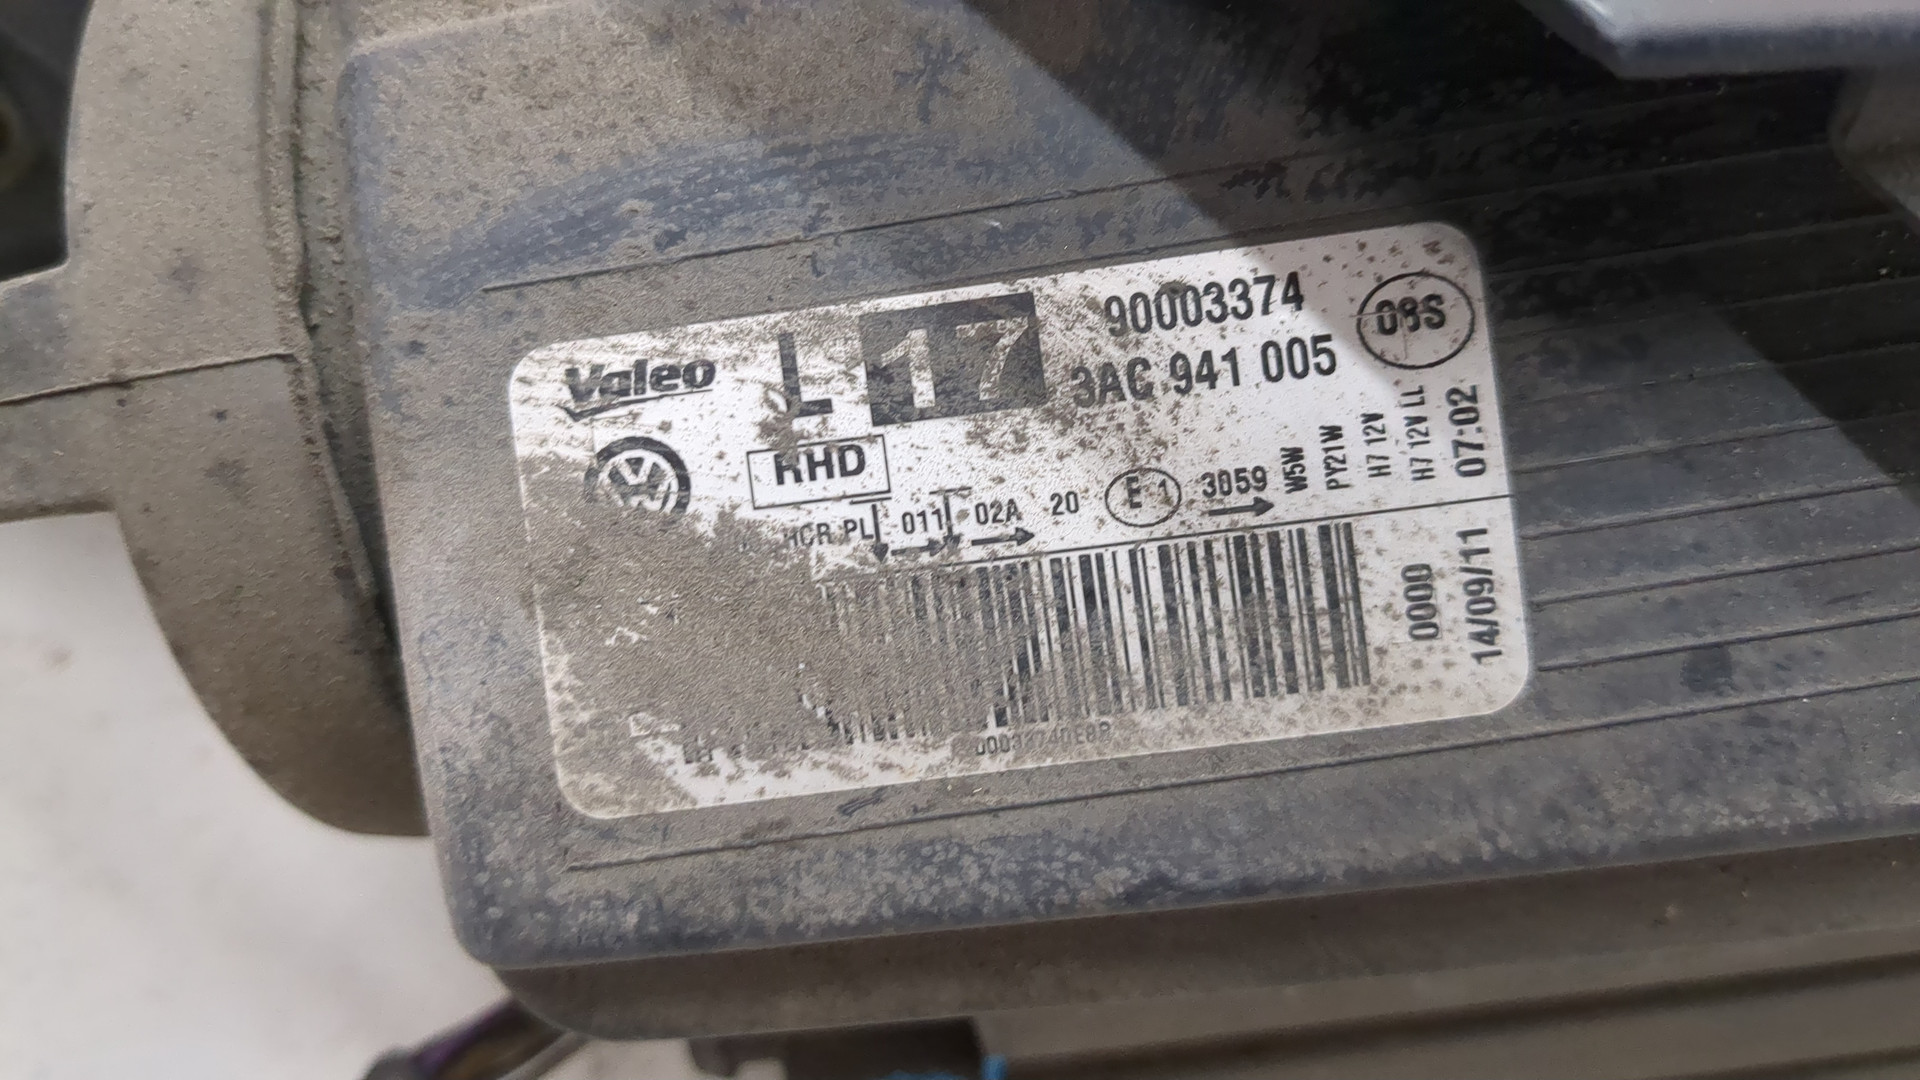 Valeo L 17 90003374 08S
3AC 941 005
RHD
HCR PL 011 02A 20 E1 3059
W5W
PY21W
H7 12V
H7 12V LL
07:02
0000
14/09/11